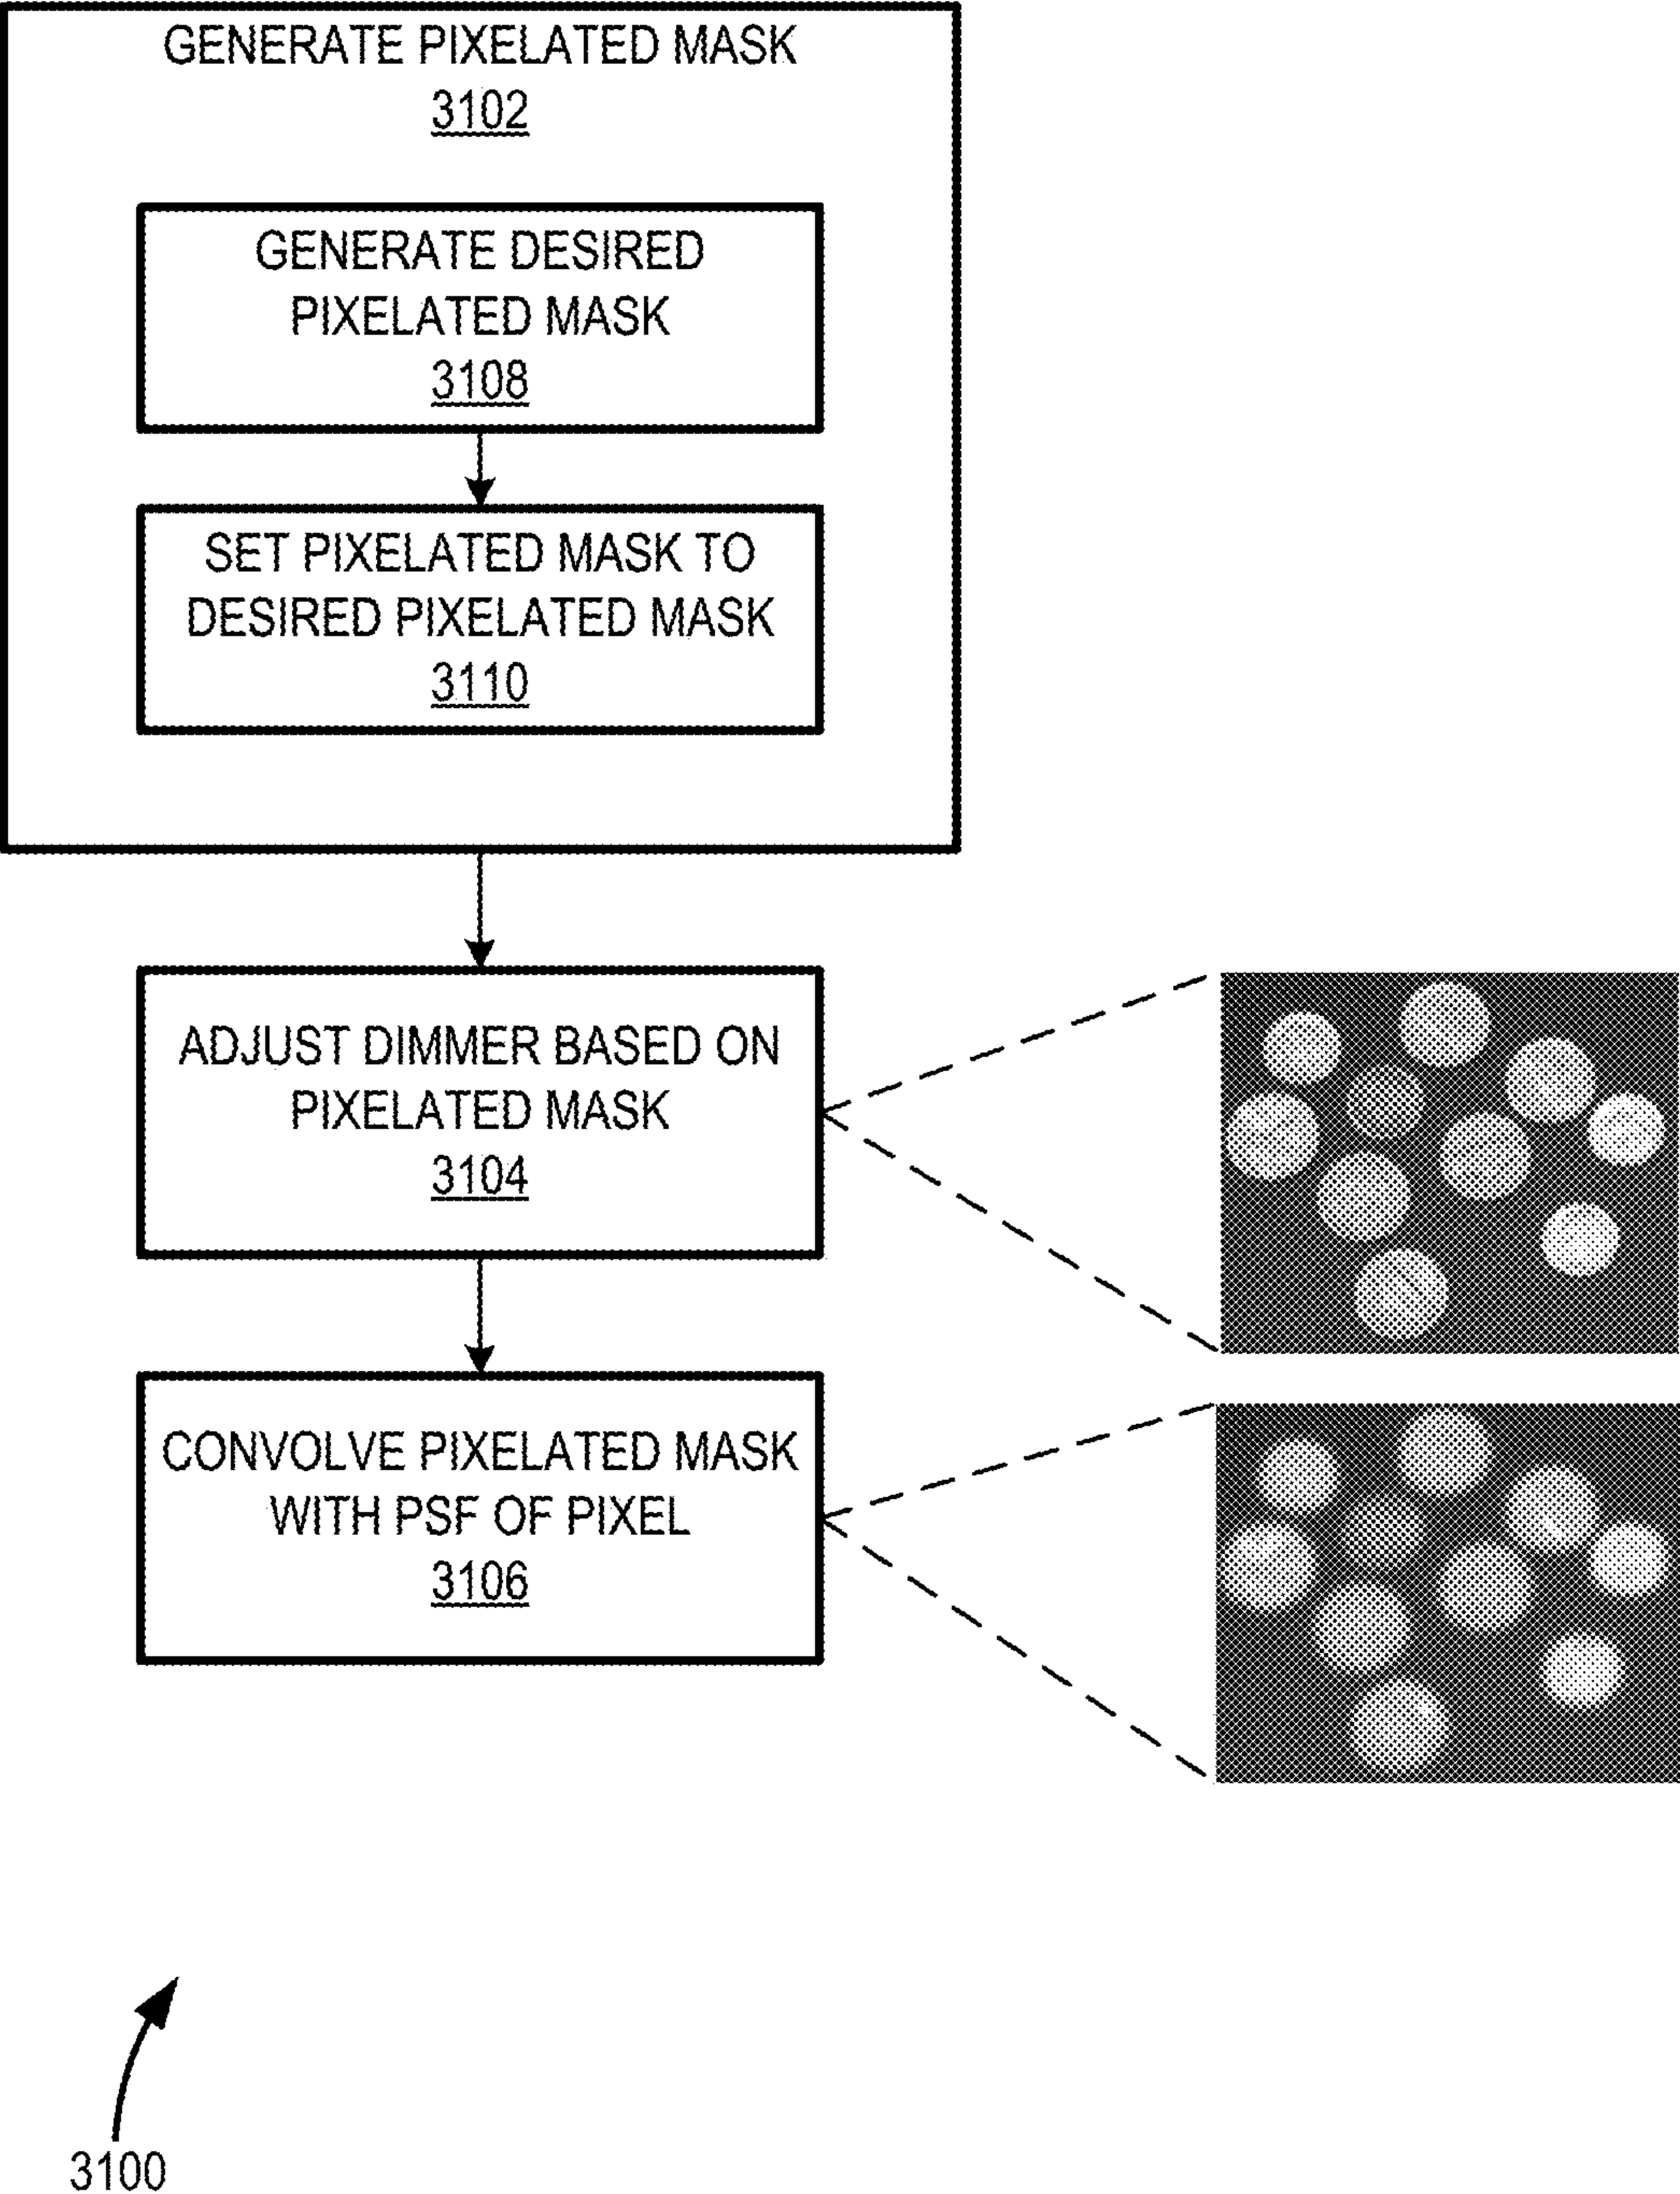 GENERATE PIXELATED MASK
3102
GENERATE DESIRED
PIXELATED MASK
3108
SET PIXELATED MASK TO
DESIRED PIXELATED MASK
3110
ADJUST DIMMER BASED ON
PIXELATED MASK
3104
CONVOLVE PIXELATED MASK
WITH PSF OF PIXEL
3106
3100